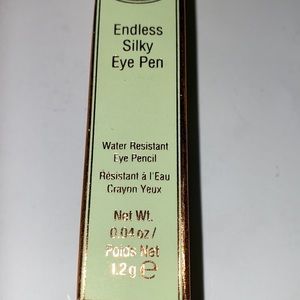 Endless
Silky
Eye Pen
Water Resistant
Eye Pencil
Résistant à l'Eau
Crayon Yeux
Net Wt.
0.04 oz /
Poids Net
1.2g e